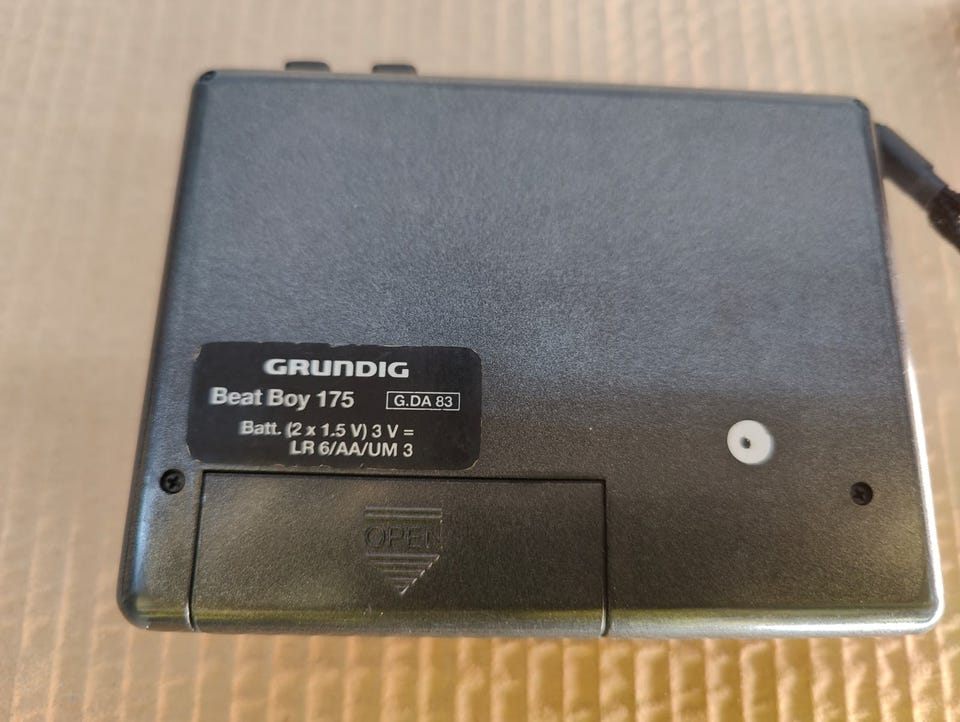 GRUNDIG
Beat Boy 175 G.DA 83
Batt. (2 x 1.5 V) 3 V =
LR 6/AA/UM 3
OPEN